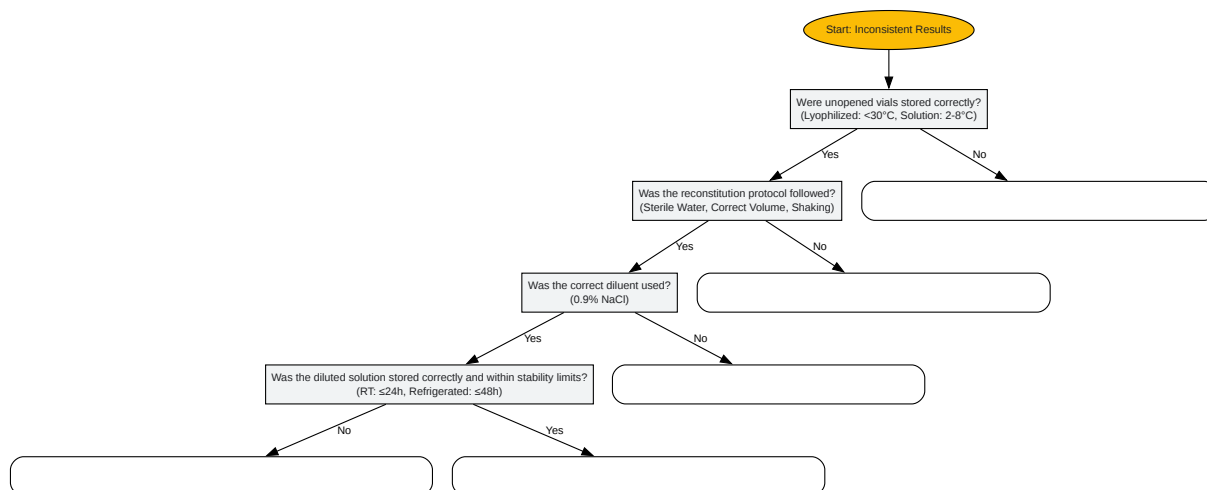 Start: Inconsistent Results
Were unopened vials stored correctly?
(Lyophilized: <30°C, Solution: 2-8°C)
Yes
No
Was the reconstitution protocol followed?
(Sterile Water, Correct Volume, Shaking)
Yes
No
Was the correct diluent used?
(0.9% NaCl)
Yes
No
Was the diluted solution stored correctly and within stability limits?
(RT: ≤24h, Refrigerated: ≤48h)
No
Yes